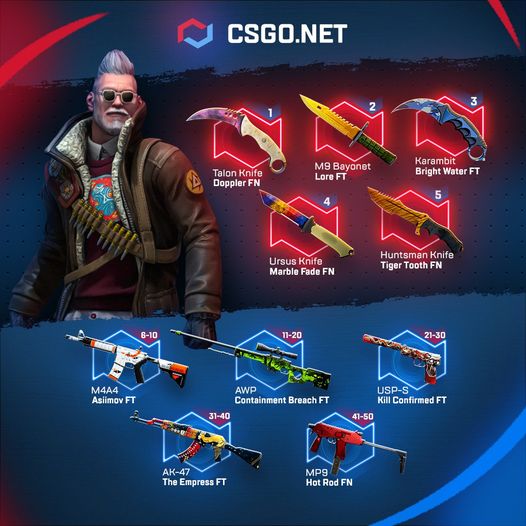 CSGO.NET
1
Talon Knife
Doppler FN
2
M9 Bayonet
Lore FT
3
Karambit
Bright Water FT
4
Ursus Knife
Marble Fade FN
5
Huntsman Knife
Tiger Tooth FN
6-10
M4A4
Asiimov FT
11-20
AWP
Containment Breach FT
21-30
USP-S
Kill Confirmed FT
31-40
AK-47
The Empress FT
41-50
MP9
Hot Rod FN